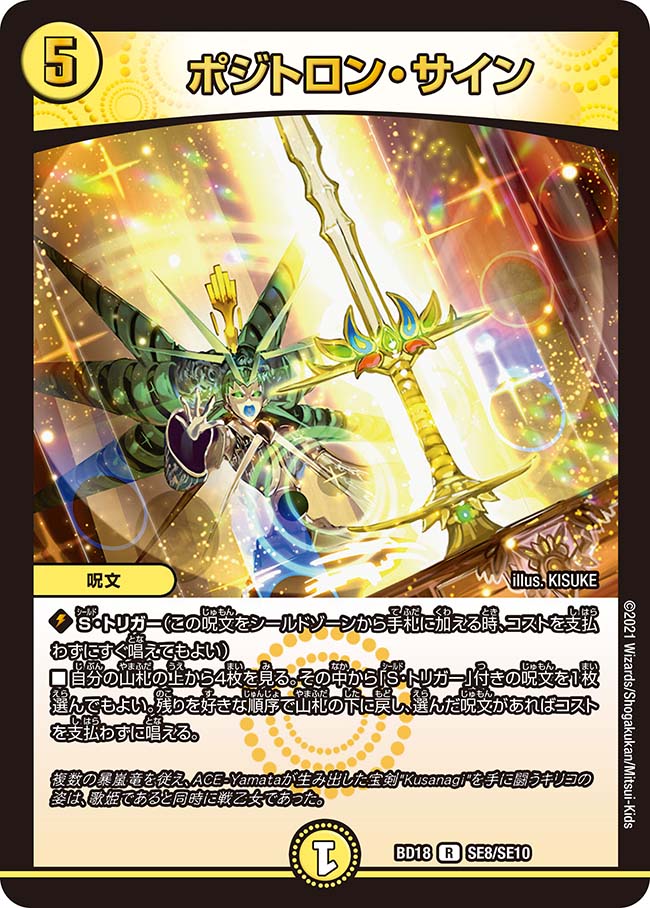 5
ポジトロン・サイン
呪文
illus. KISUKE
S・トリガー(この呪文をシールドゾーンから手札に加える時、コストを支払
わずにすぐ唱えてもよい)
■自分の山札の上から4枚を見る。その中から「S・トリガー」付きの呪文を1枚
選んでもよい。残りを好きな順序で山札の下に戻し、選んだ呪文があればコスト
を支払わずに唱える。
複数の暴嵐竜を従え、ACE-Yamataが生み出した宝剣"Kusanagi"を手に闘うキリコの
姿は、歌姫であると同時に戦乙女であった。
1
BD18 R SE8/SE10
©2021 Wizards/Shogakukan/Mitsui-Kids